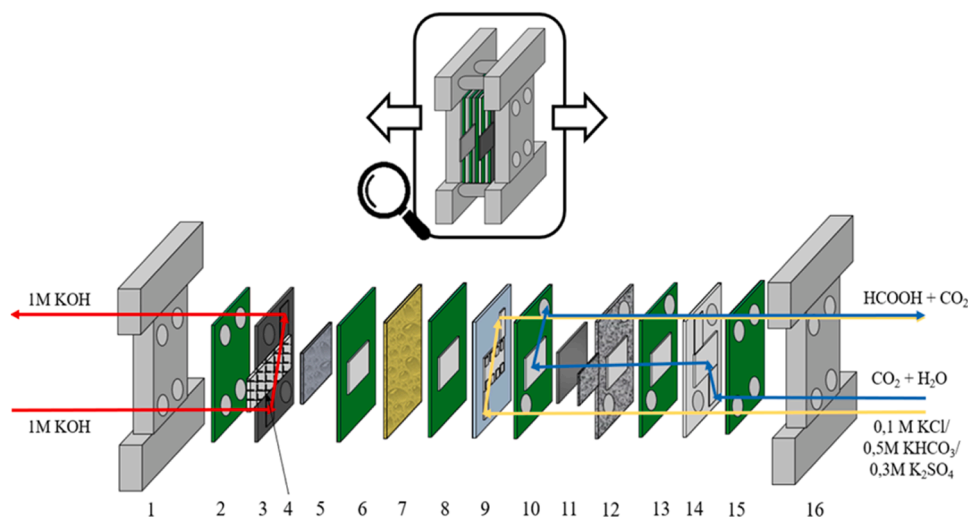 1M KOH
HCOOH + CO₂
CO₂ + H₂O
1M KOH
0,1 M KCl/
0,5M KHCO₃/
0,3M K₂SO₄
1 2 3 4 5 6 7 8 9 10 11 12 13 14 15 16